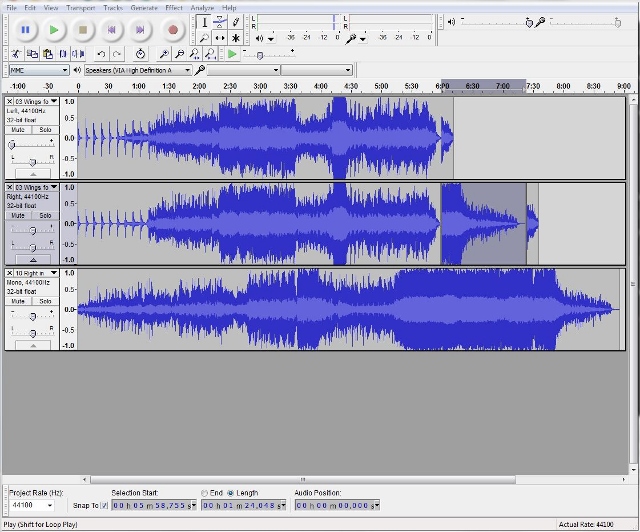 File Edit View Transport Tracks Generate Effect Analyze Help
L
R
-36 -24 -12 0
L
R
-36 -24 -12 0
MME
Speakers (VIA High Definition A
-1:00 -30 0 30 1:00 1:30 2:00 2:30 3:00 3:30 4:00 4:30 5:00 5:30 6:00 6:30 7:00 7:30 8:00 8:30 9:00
03 Wings fo
Left, 44100Hz
32-bit float
Mute Solo
- +
L R
1.0
0.5
0.0
-0.5
-1.0
03 Wings fo
Right, 44100Hz
32-bit float
Mute Solo
- +
L R
1.0
0.5
0.0
-0.5
-1.0
10 Right in
Mono, 44100Hz
32-bit float
Mute Solo
- +
L R
1.0
0.5
0.0
-0.5
-1.0
Project Rate (Hz):
44100
Snap To
Selection Start:
00 h 05 m 58,755 s
End Length
00 h 01 m 24,048 s
Audio Position:
00 h 00 m 00,000 s
Play (Shift for Loop Play)
Actual Rate: 44100